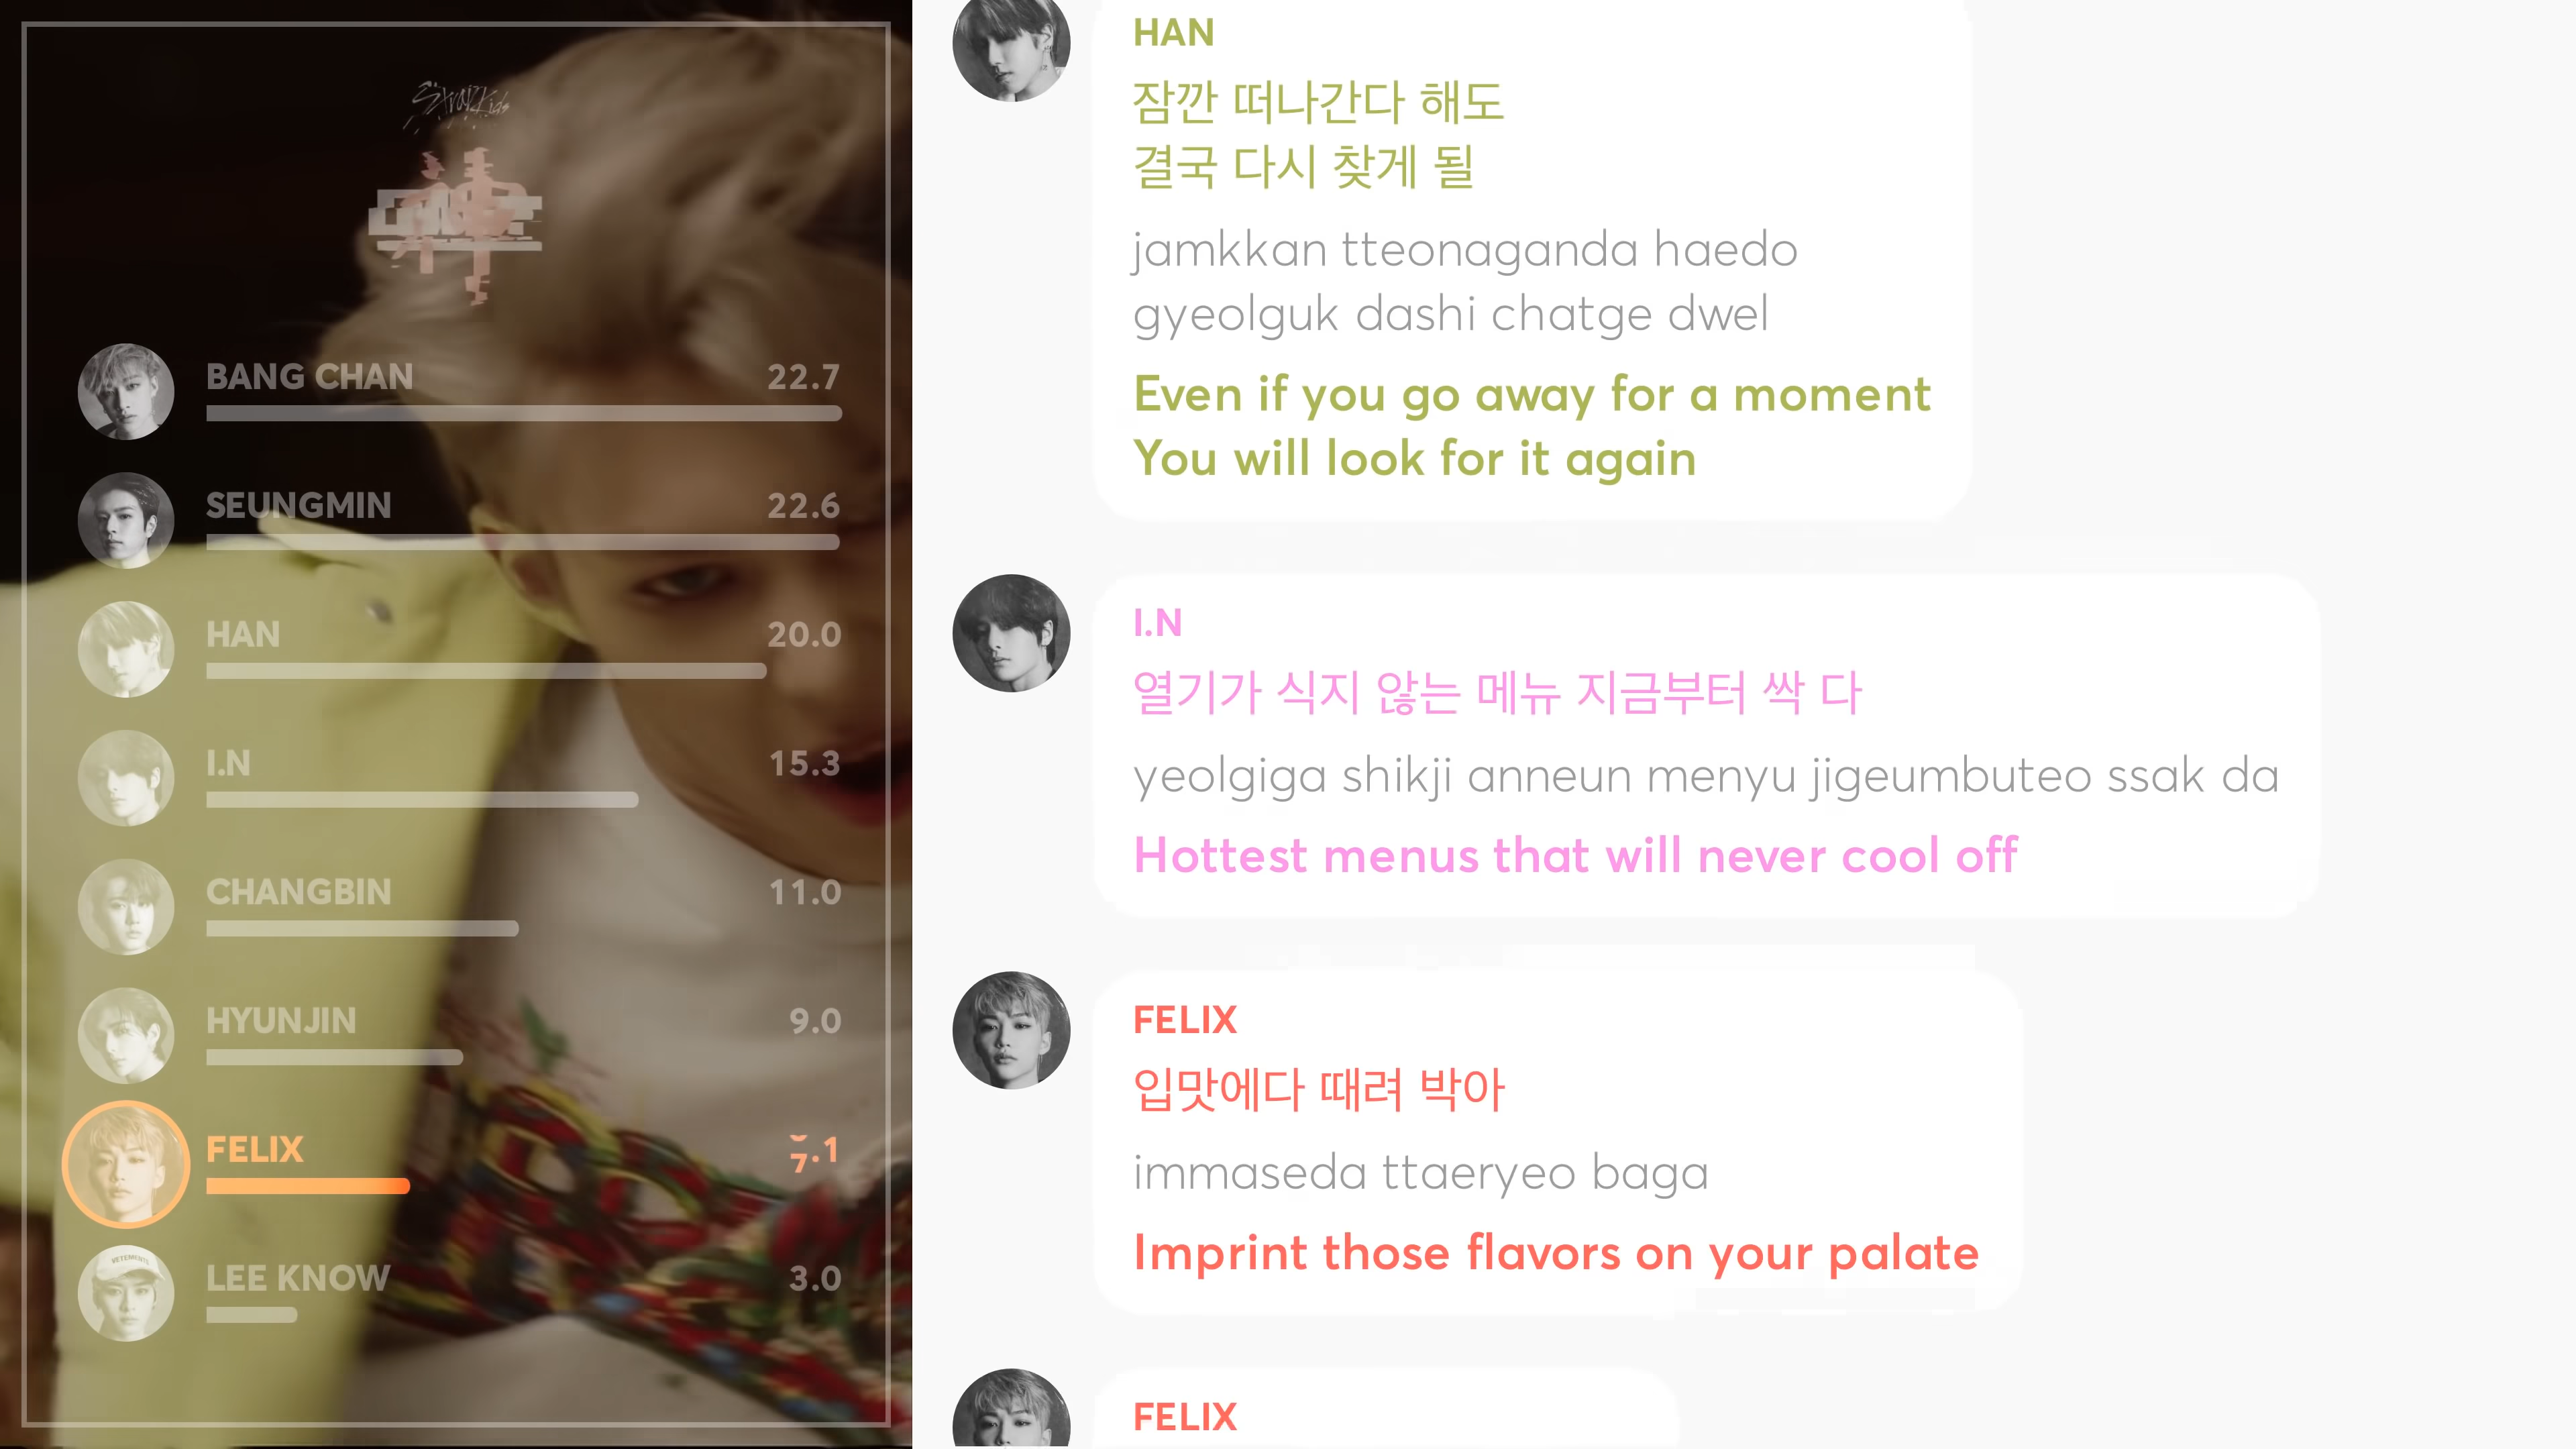 Stray Kids
BANG CHAN 22.7
SEUNGMIN 22.6
HAN 20.0
I.N 15.3
CHANGBIN 11.0
HYUNJIN 9.0
FELIX 7.1
LEE KNOW 3.0
VETEMENTS
HAN
잠깐 떠나간다 해도
결국 다시 찾게 될
jamkkan tteonaganda haedo
gyeolguk dashi chatge dwel
Even if you go away for a moment
You will look for it again
I.N
열기가 식지 않는 메뉴 지금부터 싹 다
yeolgiga shikji anneun menyu jigeumbuteo ssak da
Hottest menus that will never cool off
FELIX
입맛에다 때려 박아
immaseda ttaeryeo baga
Imprint those flavors on your palate
FELIX